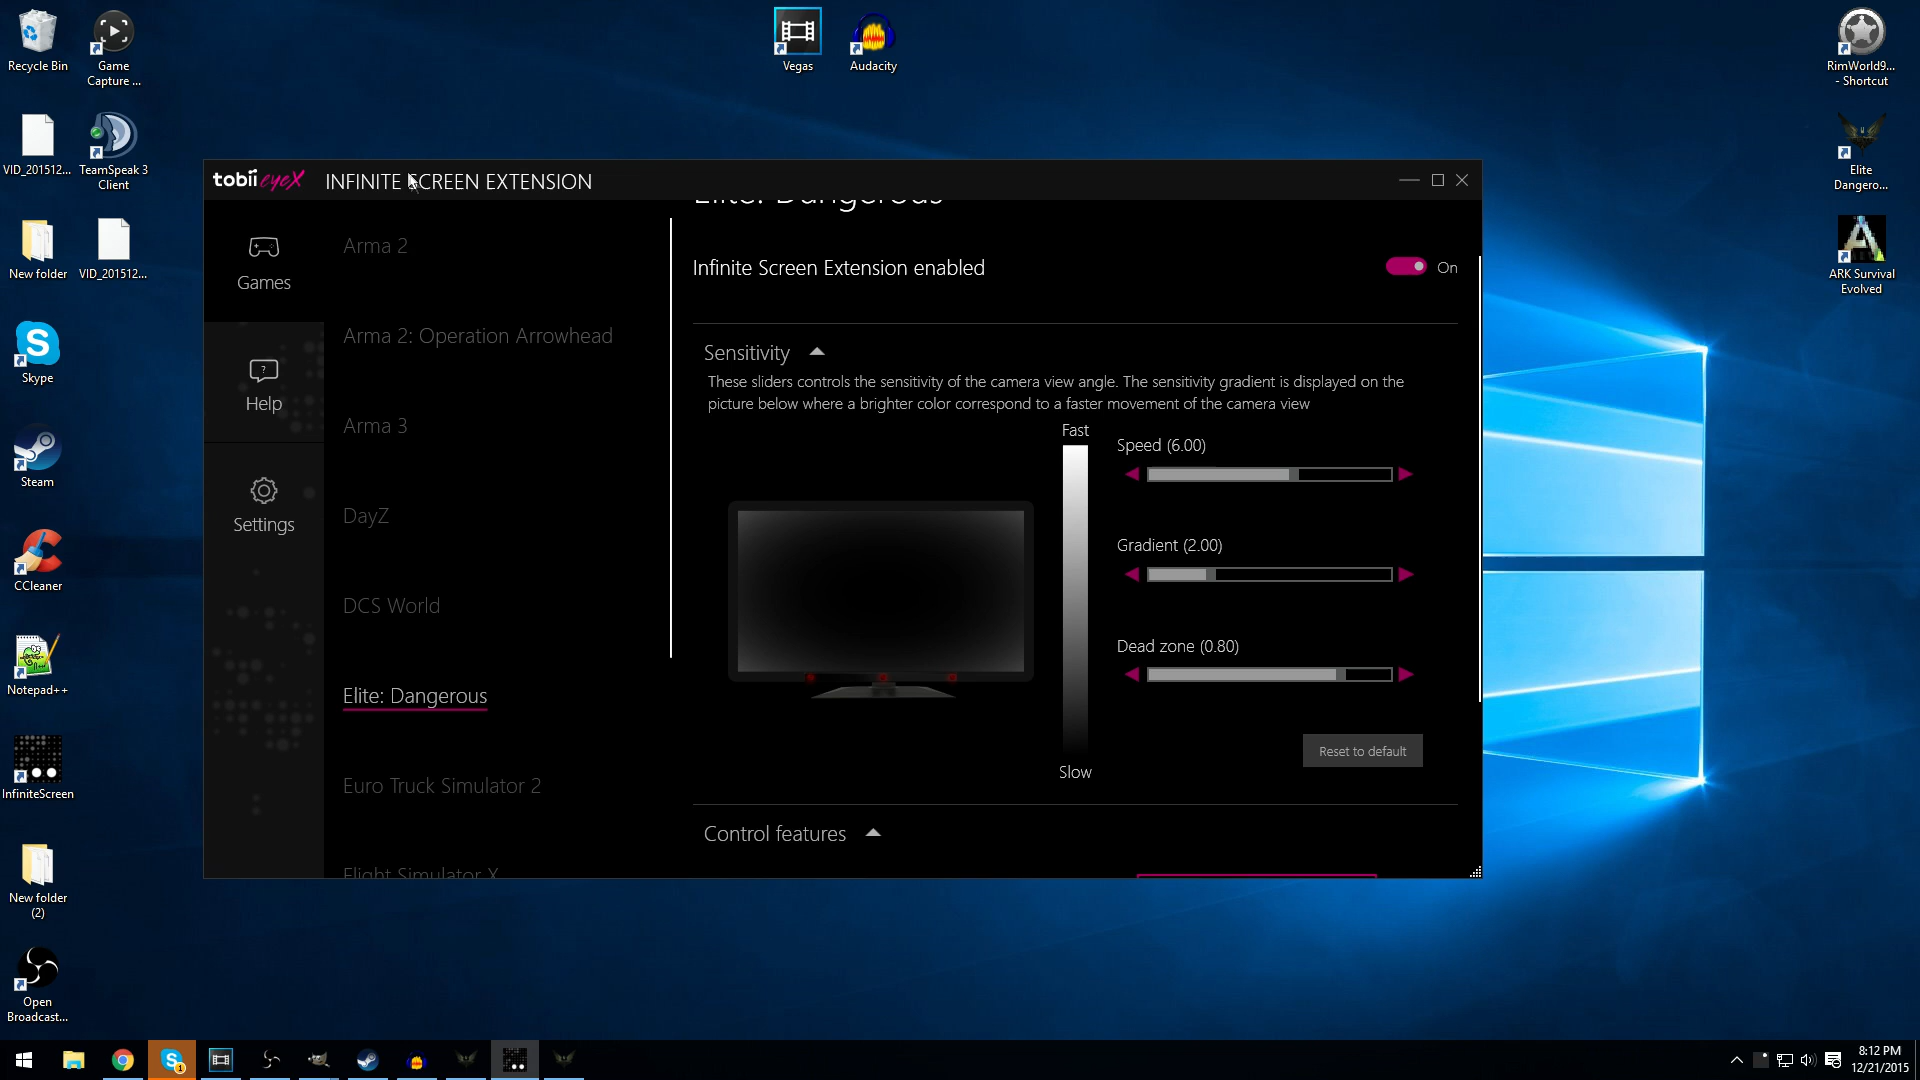 Recycle Bin
Game
Capture ...
Vegas
Audacity
RimWorld9...
- Shortcut
VID_201512...
TeamSpeak 3
Client
Elite
Dangero...
New folder
VID_201512...
ARK Survival
Evolved
Skype
Steam
CCleaner
Notepad++
InfiniteScreen
New folder
(2)
Open
Broadcast...
tobii eyeX
INFINITE SCREEN EXTENSION
Games
Help
Settings
Arma 2
Arma 2: Operation Arrowhead
Arma 3
DayZ
DCS World
Elite: Dangerous
Euro Truck Simulator 2
Flight Simulator X
Elite: Dangerous
Infinite Screen Extension enabled
On
Sensitivity
These sliders controls the sensitivity of the camera view angle. The sensitivity gradient is displayed on the
picture below where a brighter color correspond to a faster movement of the camera view
Fast
Slow
Speed (6.00)
Gradient (2.00)
Dead zone (0.80)
Reset to default
Control features
1
8:12 PM
12/21/2015